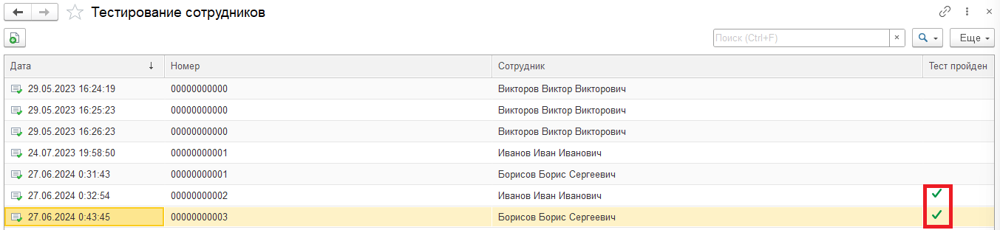 Тестирование сотрудников
Поиск (Ctrl+F) × Еще
Дата ↓ Номер Сотрудник Тест пройден
29.05.2023 16:24:19 00000000000 Викторов Виктор Викторович
29.05.2023 16:25:23 00000000000 Викторов Виктор Викторович
29.05.2023 16:26:23 00000000000 Викторов Виктор Викторович
24.07.2023 19:58:50 00000000001 Иванов Иван Иванович
27.06.2024 0:31:43 00000000001 Борисов Борис Сергеевич
27.06.2024 0:32:54 00000000002 Иванов Иван Иванович
27.06.2024 0:43:45 00000000003 Борисов Борис Сергеевич